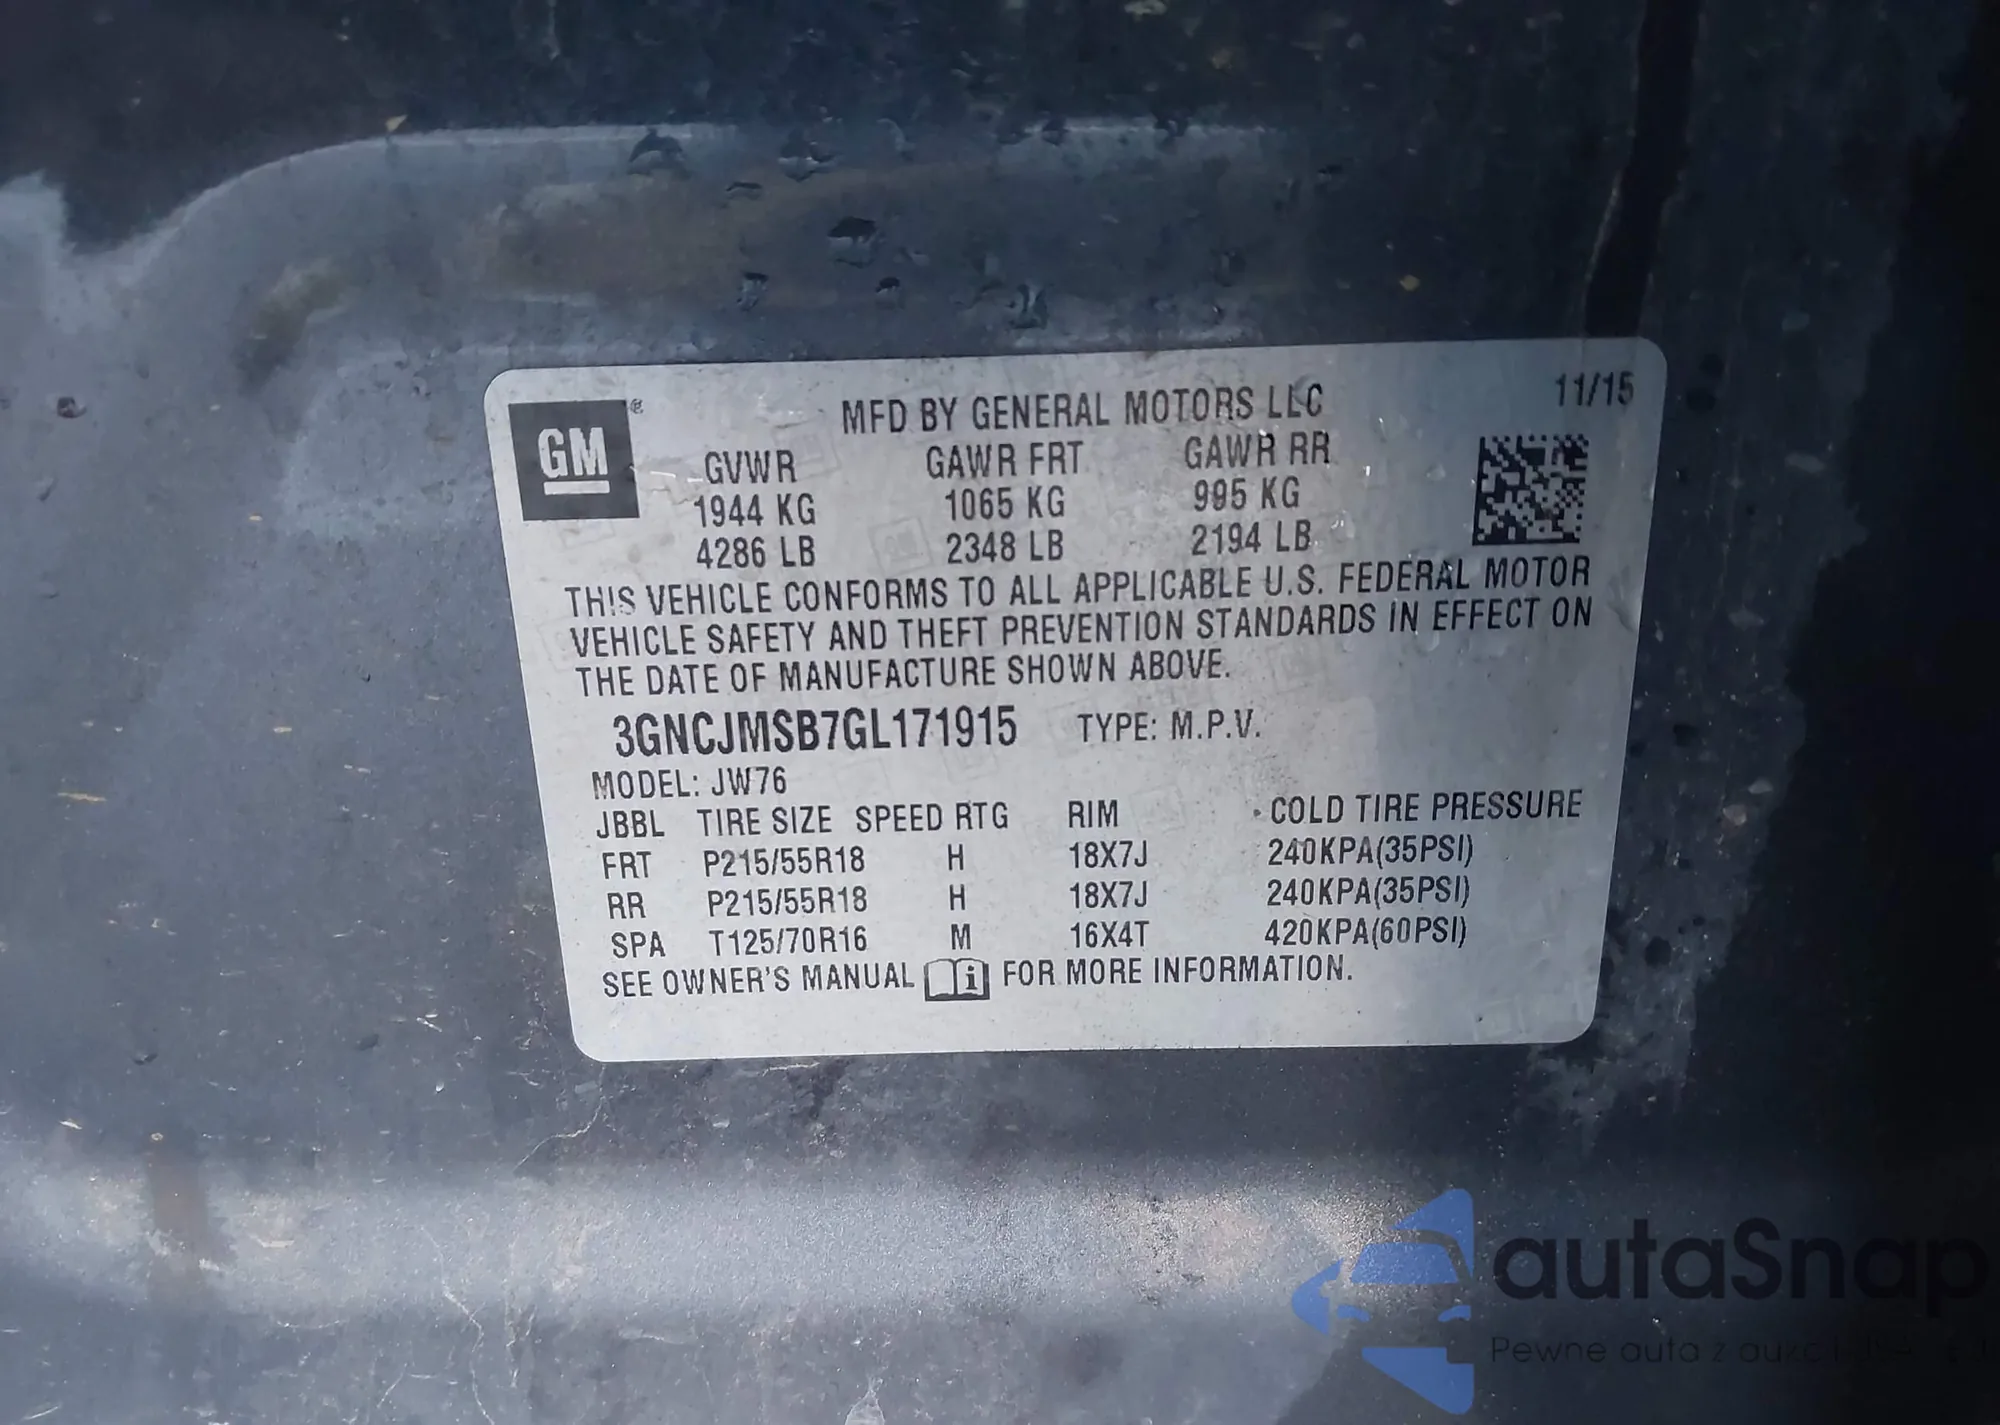 GM ®
MFD BY GENERAL MOTORS LLC
11/15
GVWR GAWR FRT GAWR RR
1944 KG 1065 KG 995 KG
4286 LB 2348 LB 2194 LB
THIS VEHICLE CONFORMS TO ALL APPLICABLE U.S. FEDERAL MOTOR
VEHICLE SAFETY AND THEFT PREVENTION STANDARDS IN EFFECT ON
THE DATE OF MANUFACTURE SHOWN ABOVE.
3GNCJMSB7GL171915 TYPE: M.P.V.
MODEL: JW76
JBBL TIRE SIZE SPEED RTG RIM COLD TIRE PRESSURE
FRT P215/55R18 H 18X7J 240KPA(35PSI)
RR P215/55R18 H 18X7J 240KPA(35PSI)
SPA T125/70R16 M 16X4T 420KPA(60PSI)
SEE OWNER'S MANUAL i FOR MORE INFORMATION.
autaSnap
Pewne auta z